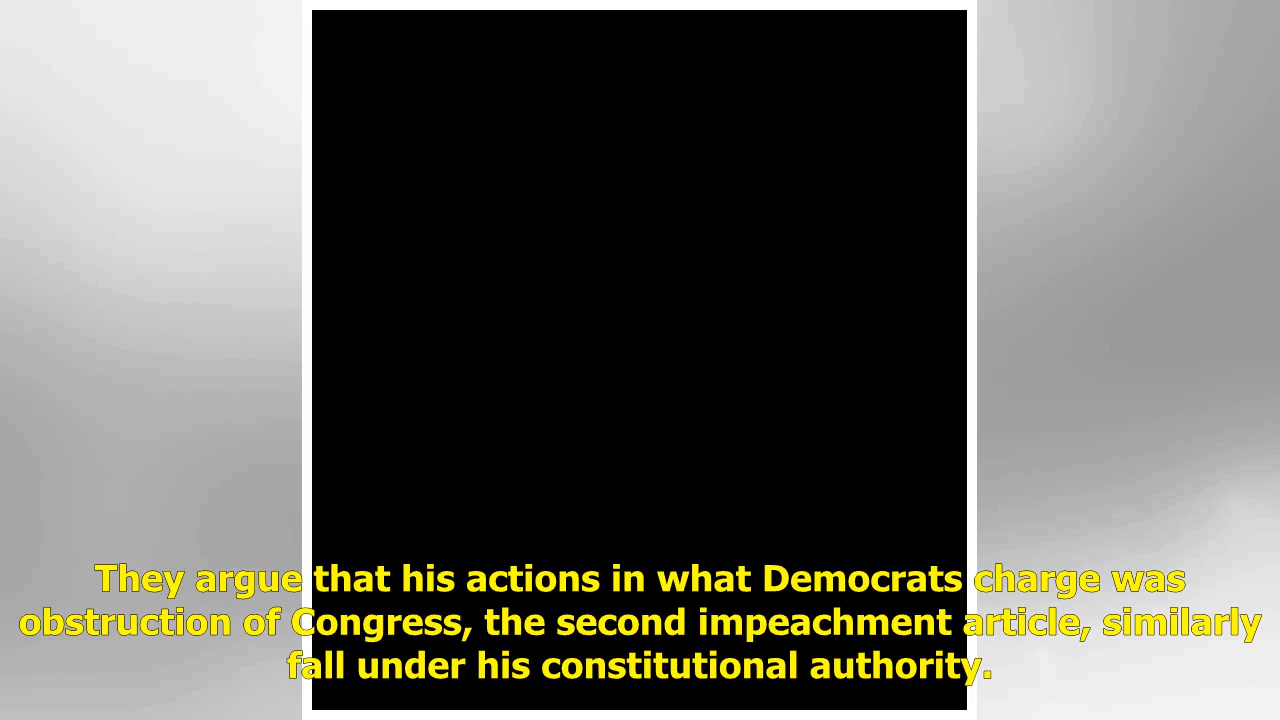 They argue that his actions in what Democrats charge was
obstruction of Congress, the second impeachment article, similarly
fall under his constitutional authority.